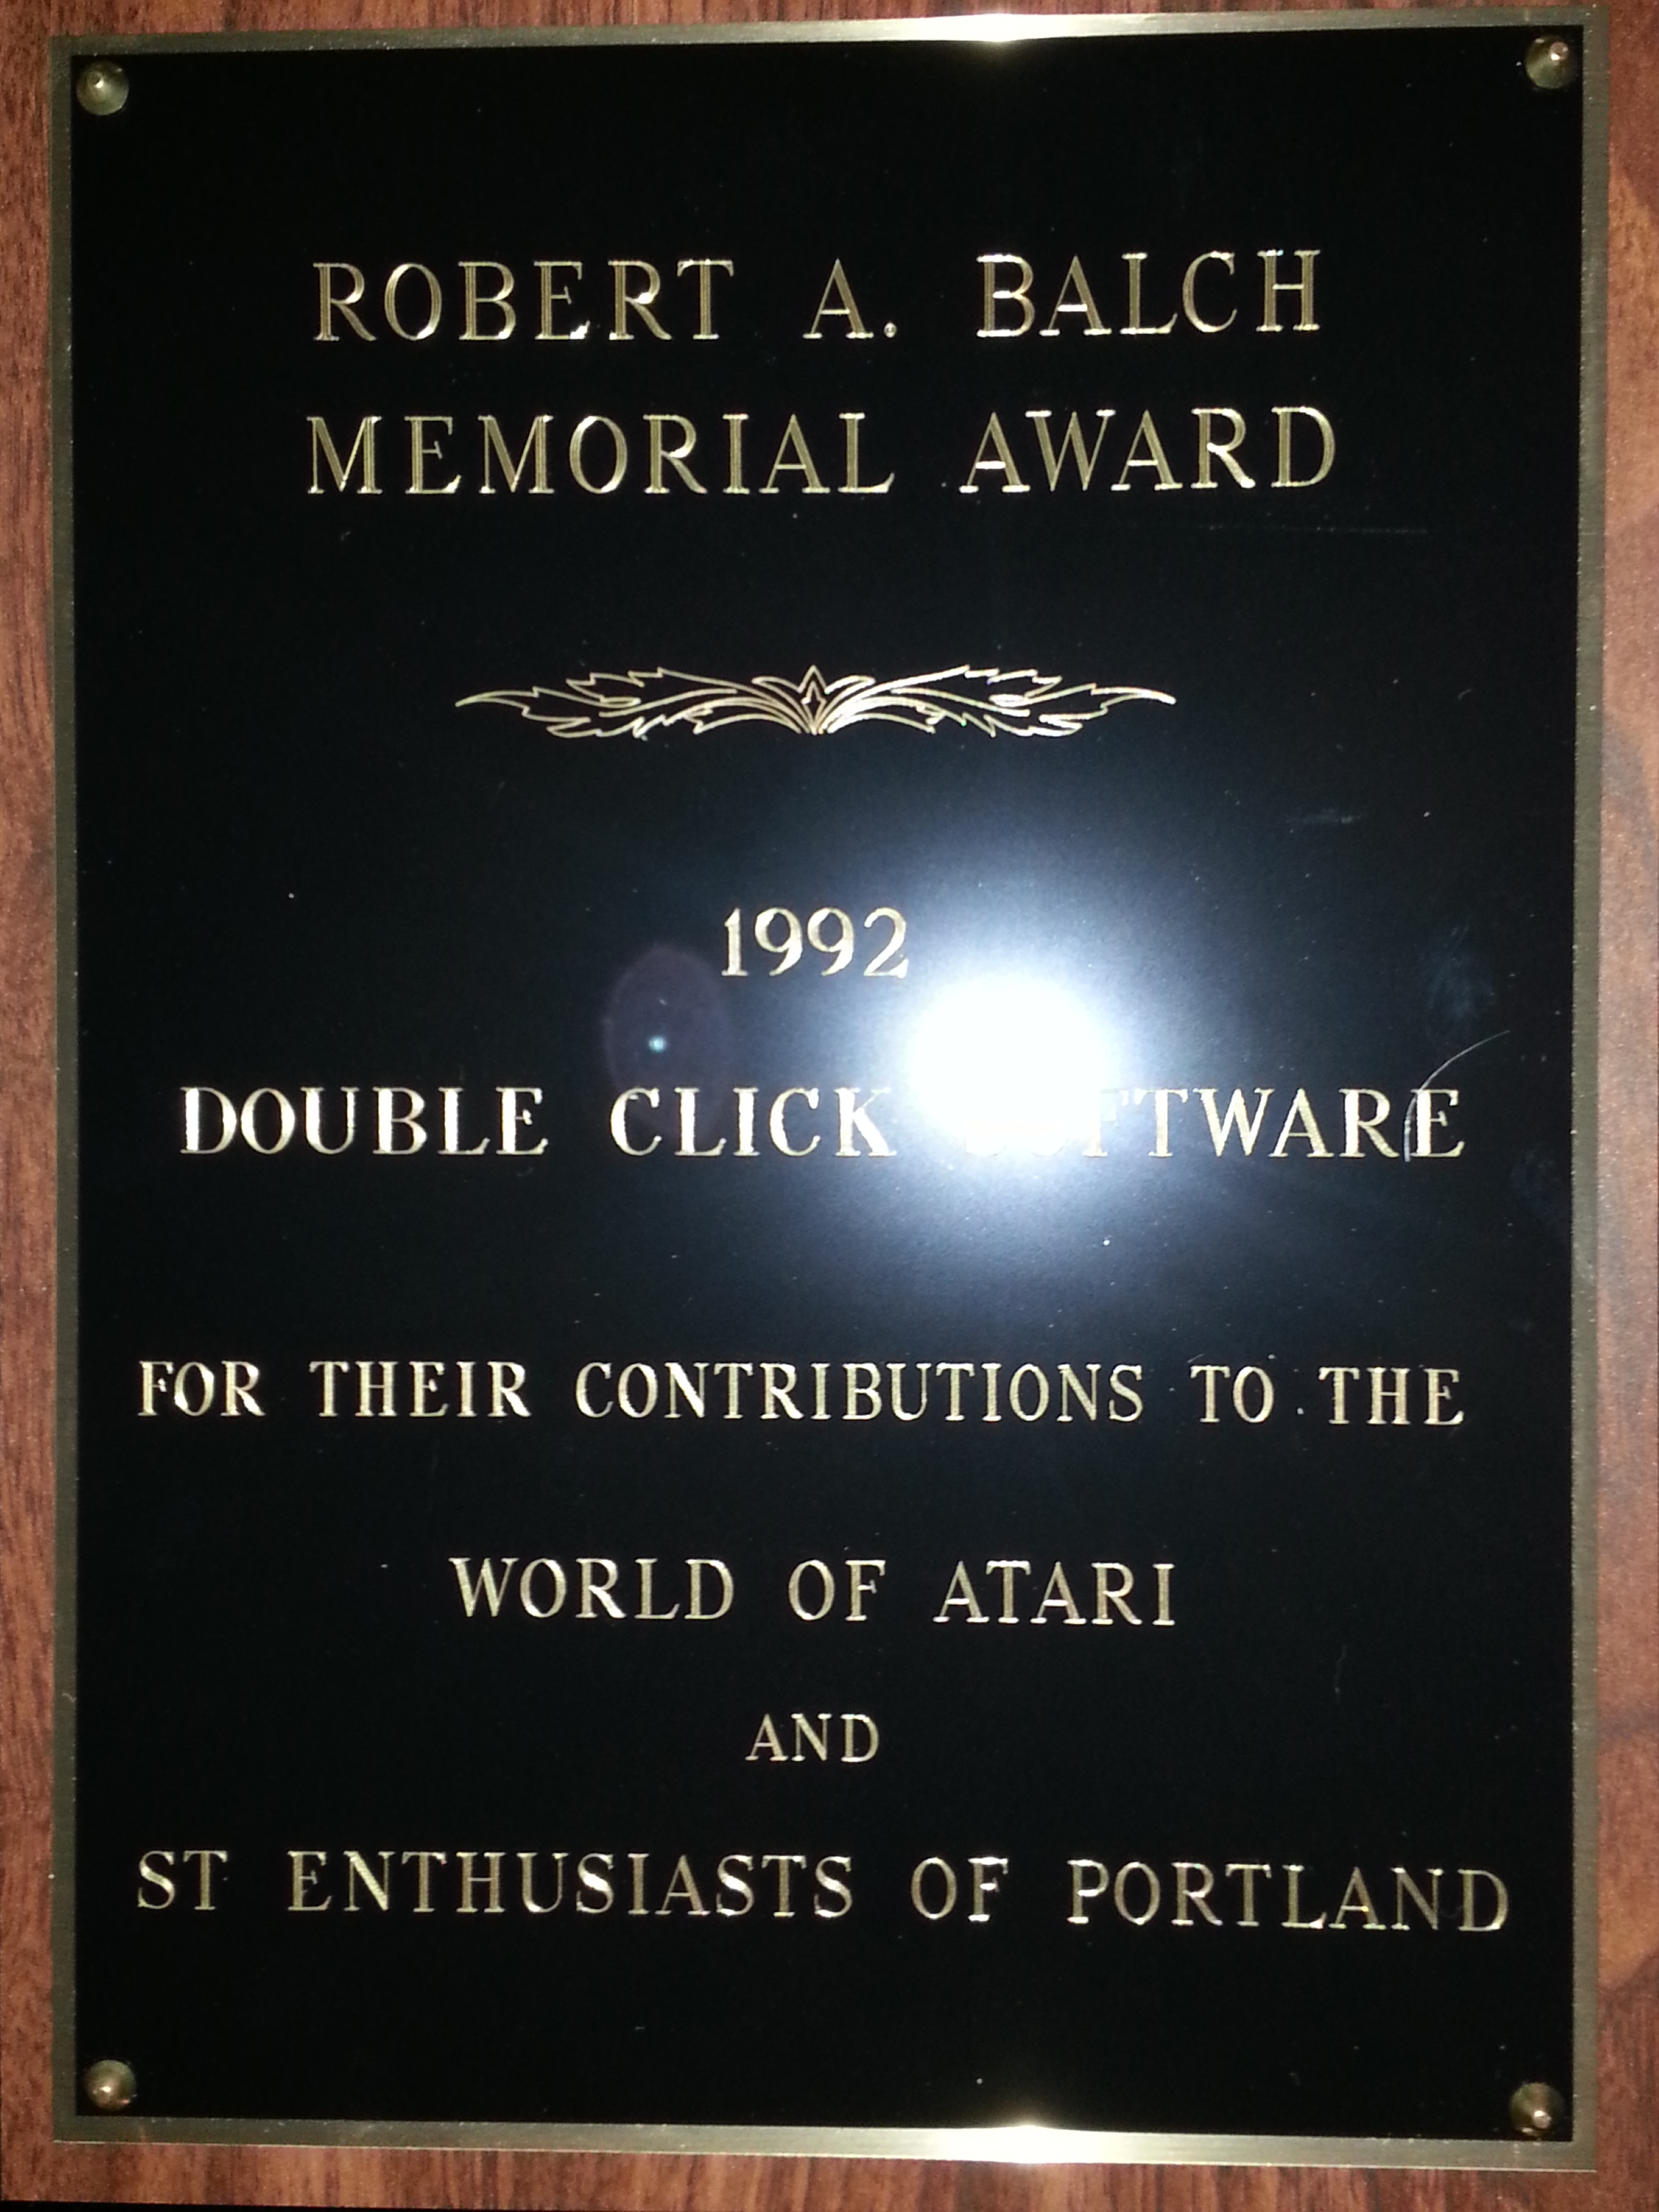 ROBERT A. BALCH
MEMORIAL AWARD
1992
DOUBLE CLICK SOFTWARE
FOR THEIR CONTRIBUTIONS TO THE
WORLD OF ATARI
AND
ST ENTHUSIASTS OF PORTLAND